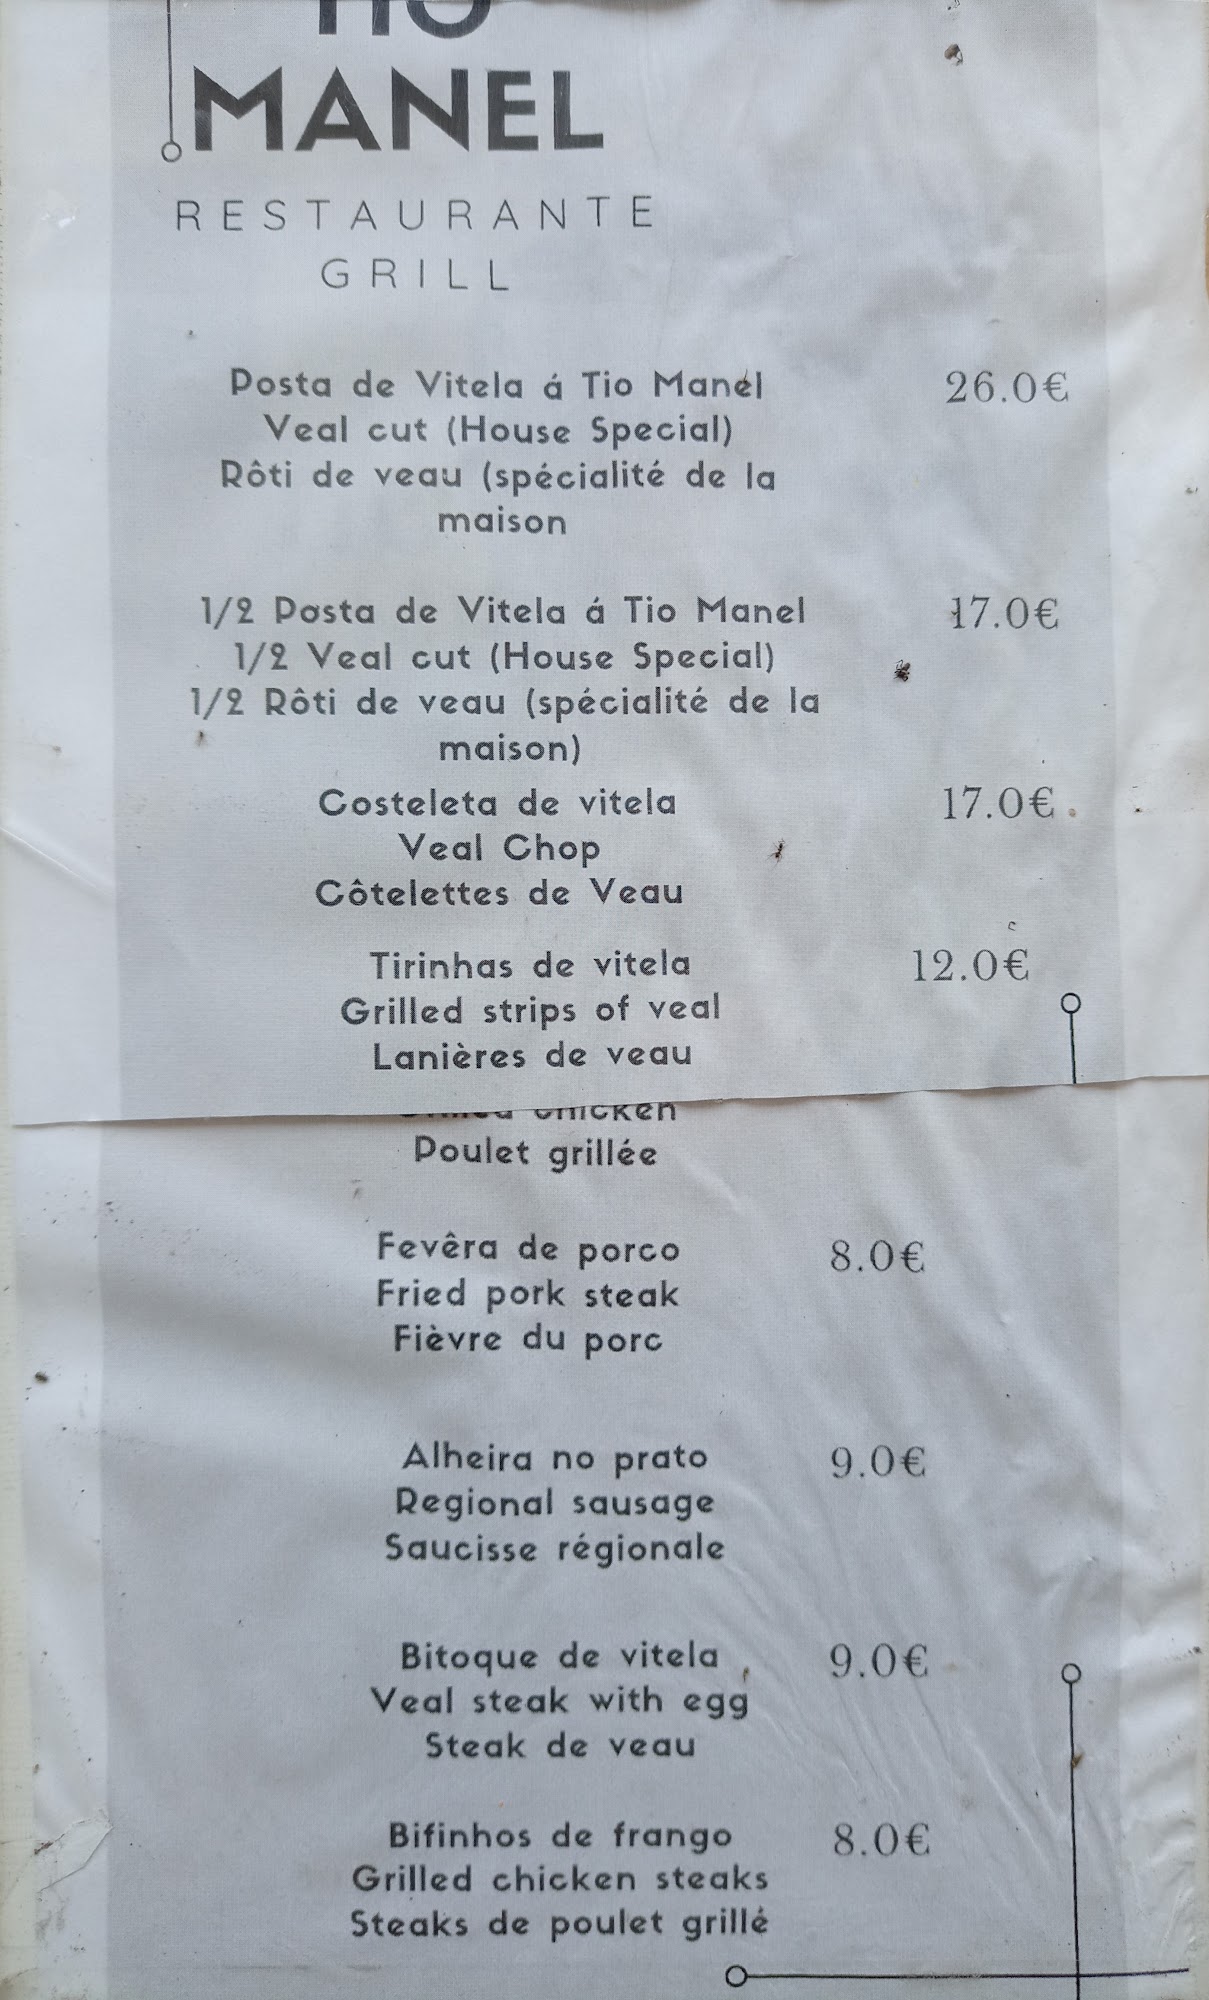 TIO
MANEL
RESTAURANTE
GRILL
Posta de Vitela á Tio Manel 26.0€
Veal cut (House Special)
Rôti de veau (spécialité de la
maison
1/2 Posta de Vitela á Tio Manel 17.0€
1/2 Veal cut (House Special)
1/2 Rôti de veau (spécialité de la
maison)
Costeleta de vitela 17.0€
Veal Chop
Côtelettes de Veau
Tirinhas de vitela 12.0€
Grilled strips of veal
Lanières de veau
chicken
Poulet grillée
Fevêra de porco 8.0€
Fried pork steak
Fièvre du porc
Alheira no prato 9.0€
Regional sausage
Saucisse régionale
Bitoque de vitela 9.0€
Veal steak with egg
Steak de veau
Bifinhos de frango 8.0€
Grilled chicken steaks
Steaks de poulet grillé